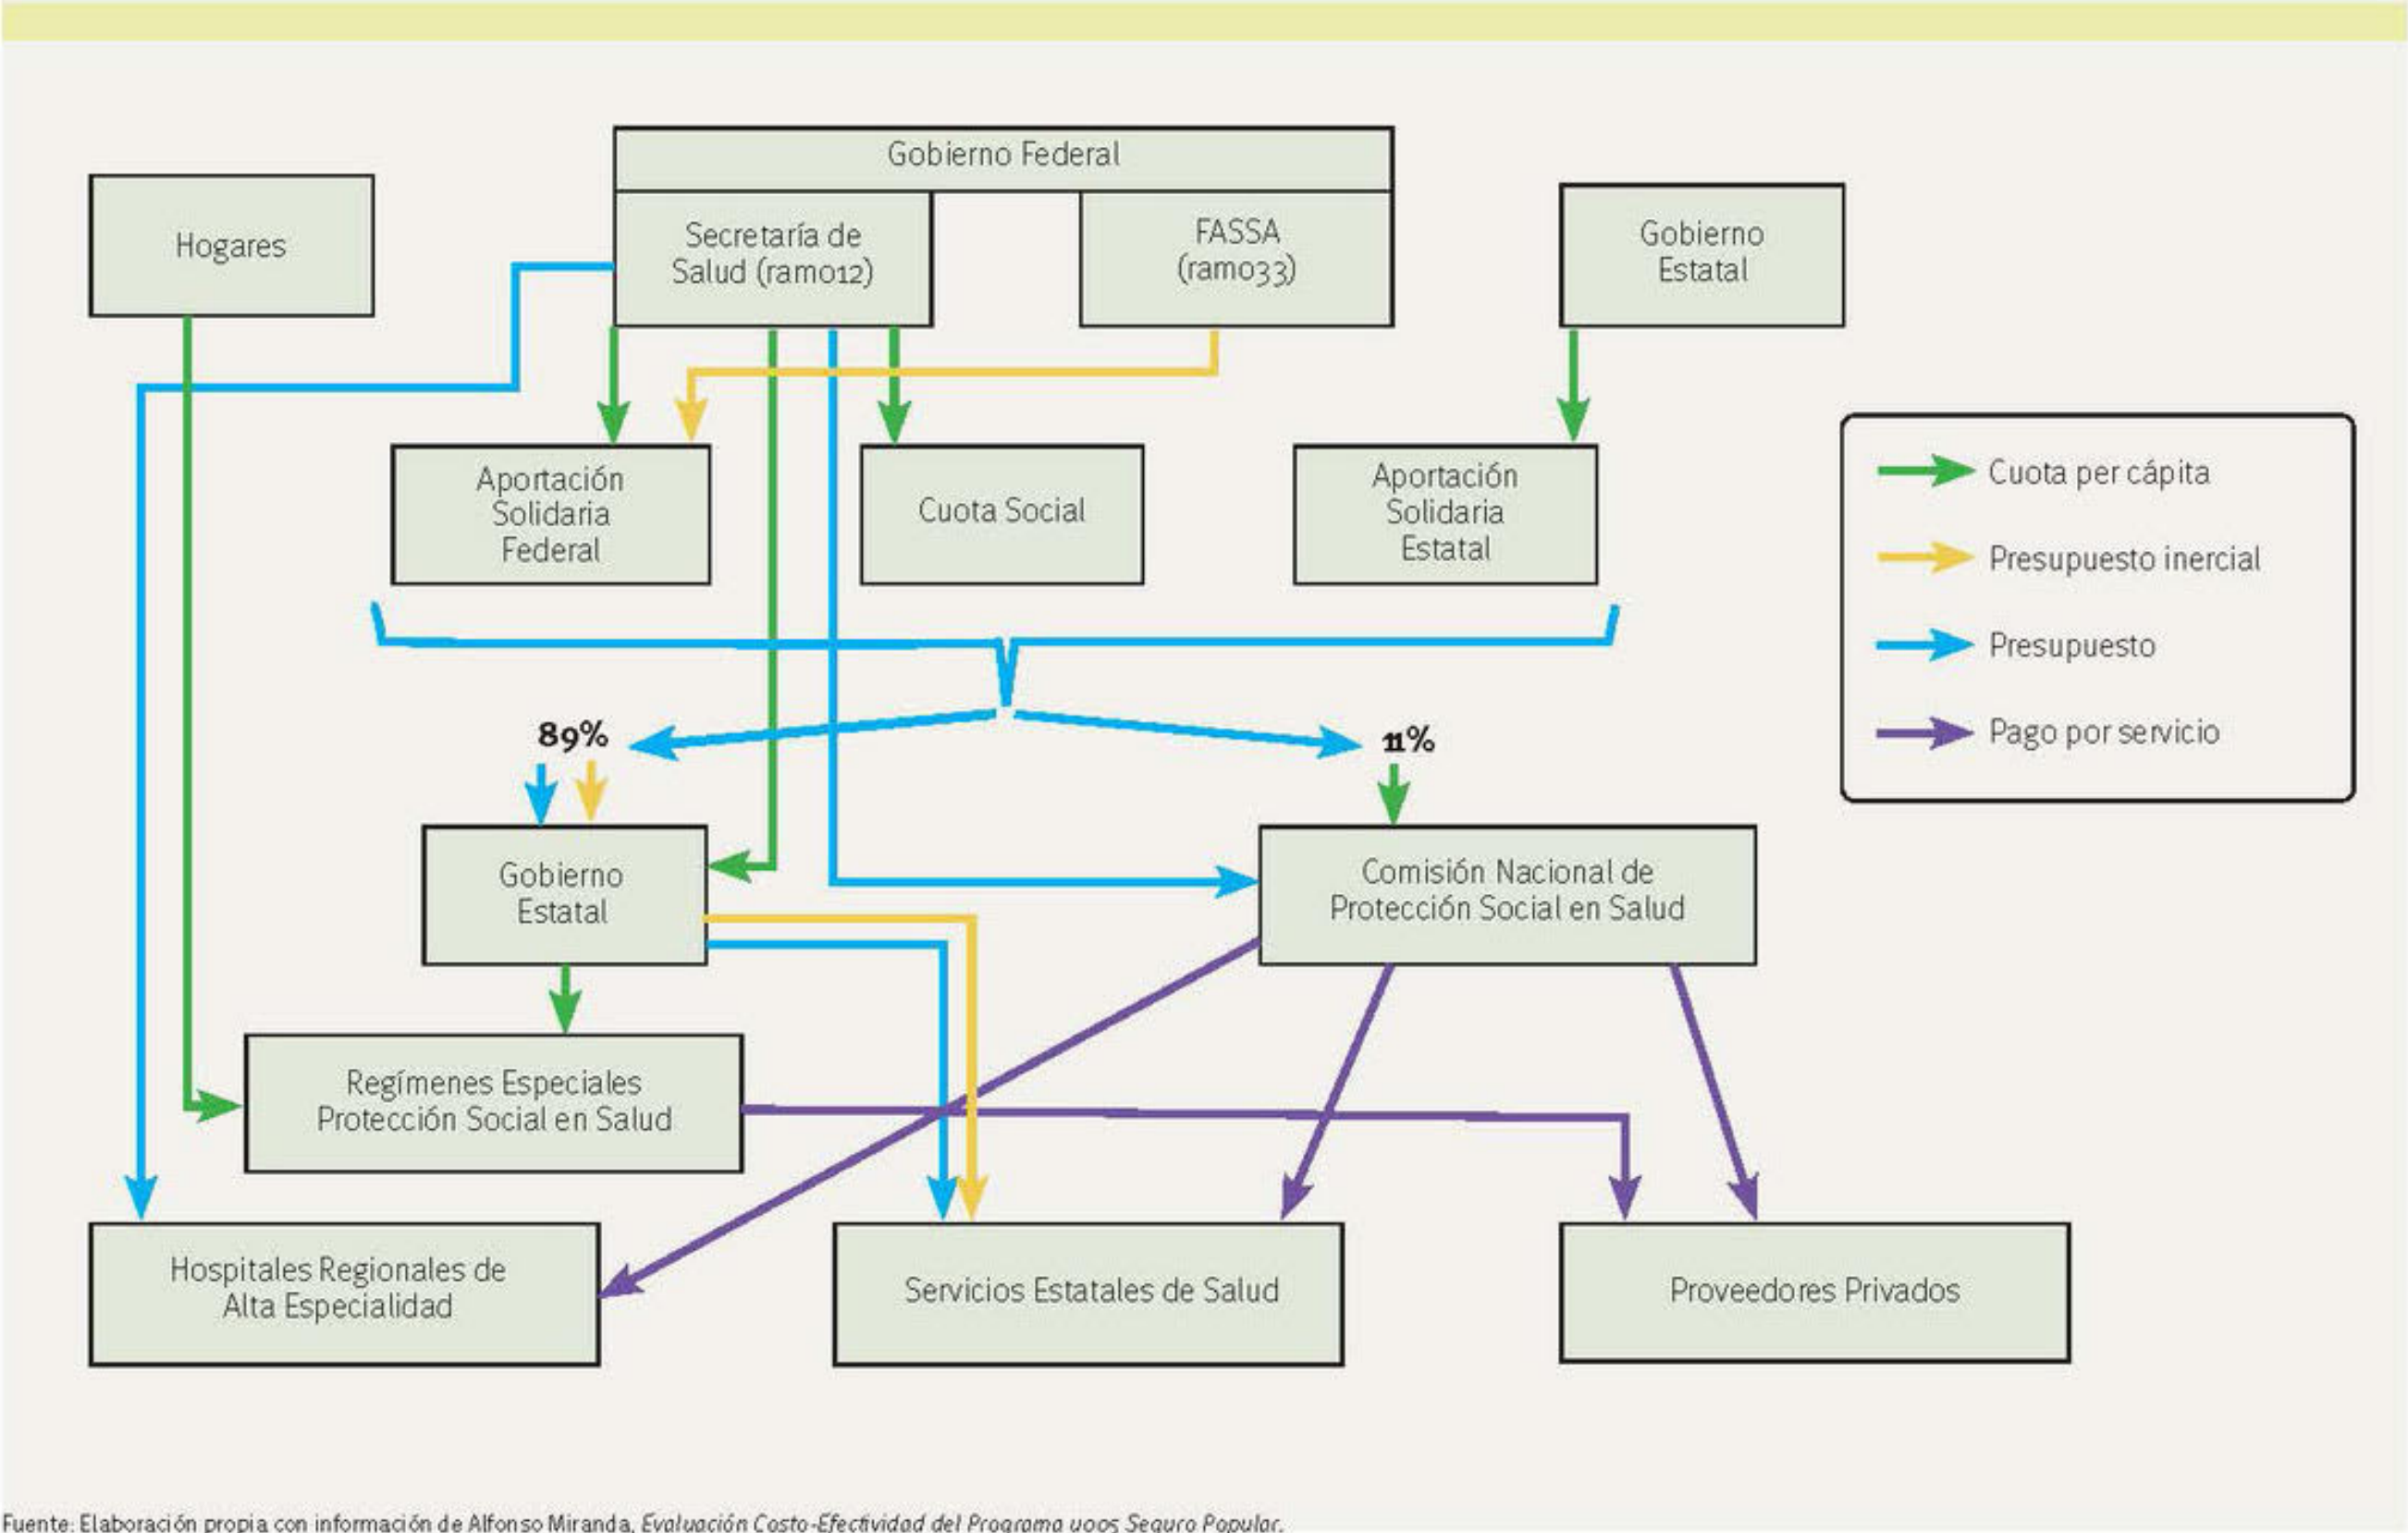 Gobierno Federal
Hogares
Secretaría de
Salud (ramo12)
FASSA
(ramo33)
Gobierno
Estatal
Aportación
Solidaria
Federal
Cuota Social
Aportación
Solidaria
Estatal
Cuota per cápita
Presupuesto inercial
Presupuesto
Pago por servicio
89%
11%
Gobierno
Estatal
Comisión Nacional de
Protección Social en Salud
Regímenes Especiales
Protección Social en Salud
Hospitales Regionales de
Alta Especialidad
Servicios Estatales de Salud
Proveedores Privados
Fuente: Elaboración propia con información de Alfonso Miranda, Evaluación Costo-Efectividad del Programa u005 Seguro Popular.